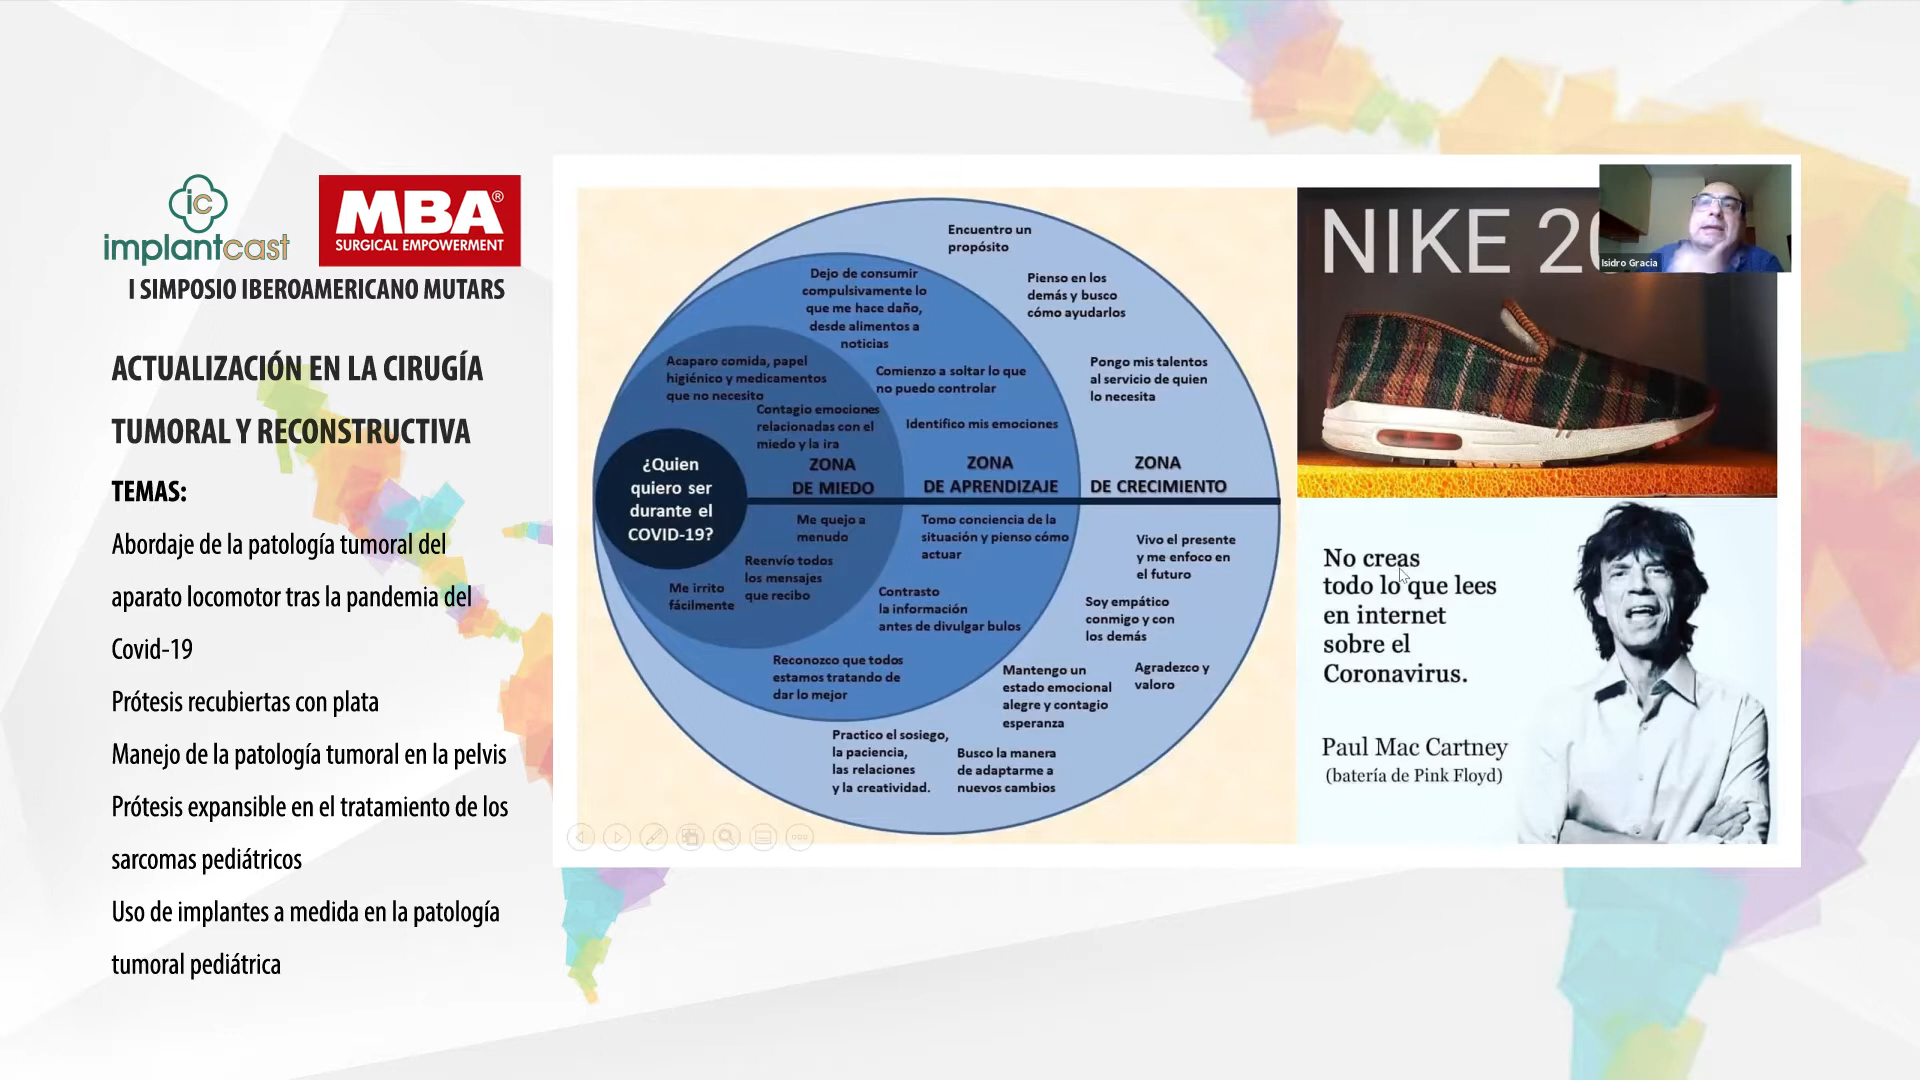 ic
implantcast
MBA®
SURGICAL EMPOWERMENT
I SIMPOSIO IBEROAMERICANO MUTARS
ACTUALIZACIÓN EN LA CIRUGÍA
TUMORAL Y RECONSTRUCTIVA
TEMAS:
Abordaje de la patología tumoral del
aparato locomotor tras la pandemia del
Covid-19
Prótesis recubiertas con plata
Manejo de la patología tumoral en la pelvis
Prótesis expansible en el tratamiento de los
sarcomas pediátricos
Uso de implantes a medida en la patología
tumoral pediátrica
Encuentro un
propósito
Pienso en los
demás y busco
cómo ayudarlos
Dejo de consumir
compulsivamente lo
que me hace daño,
desde alimentos a
noticias
Acaparo comida, papel
higiénico y medicamentos
que no necesito
Comienzo a soltar lo que
no puedo controlar
Pongo mis talentos
al servicio de quien
lo necesita
Contagio emociones
relacionadas con el
miedo y la ira
Identifico mis emociones
¿Quien
quiero ser
durante el
COVID-19?
ZONA
DE MIEDO
ZONA
DE APRENDIZAJE
ZONA
DE CRECIMIENTO
Me quejo a
menudo
Tomo conciencia de la
situación y pienso cómo
actuar
Vivo el presente
y me enfoco en
el futuro
Reenvío todos
los mensajes
que recibo
Me irrito
fácilmente
Contrasto
la información
antes de divulgar bulos
Soy empático
conmigo y con
los demás
Reconozco que todos
estamos tratando de
dar lo mejor
Mantengo un
estado emocional
alegre y contagio
esperanza
Agradezco y
valoro
Practico el sosiego,
la paciencia,
las relaciones
y la creatividad.
Busco la manera
de adaptarme a
nuevos cambios
NIKE 20
Isidro Gracia
No creas
todo lo que lees
en internet
sobre el
Coronavirus.
Paul Mac Cartney
(batería de Pink Floyd)